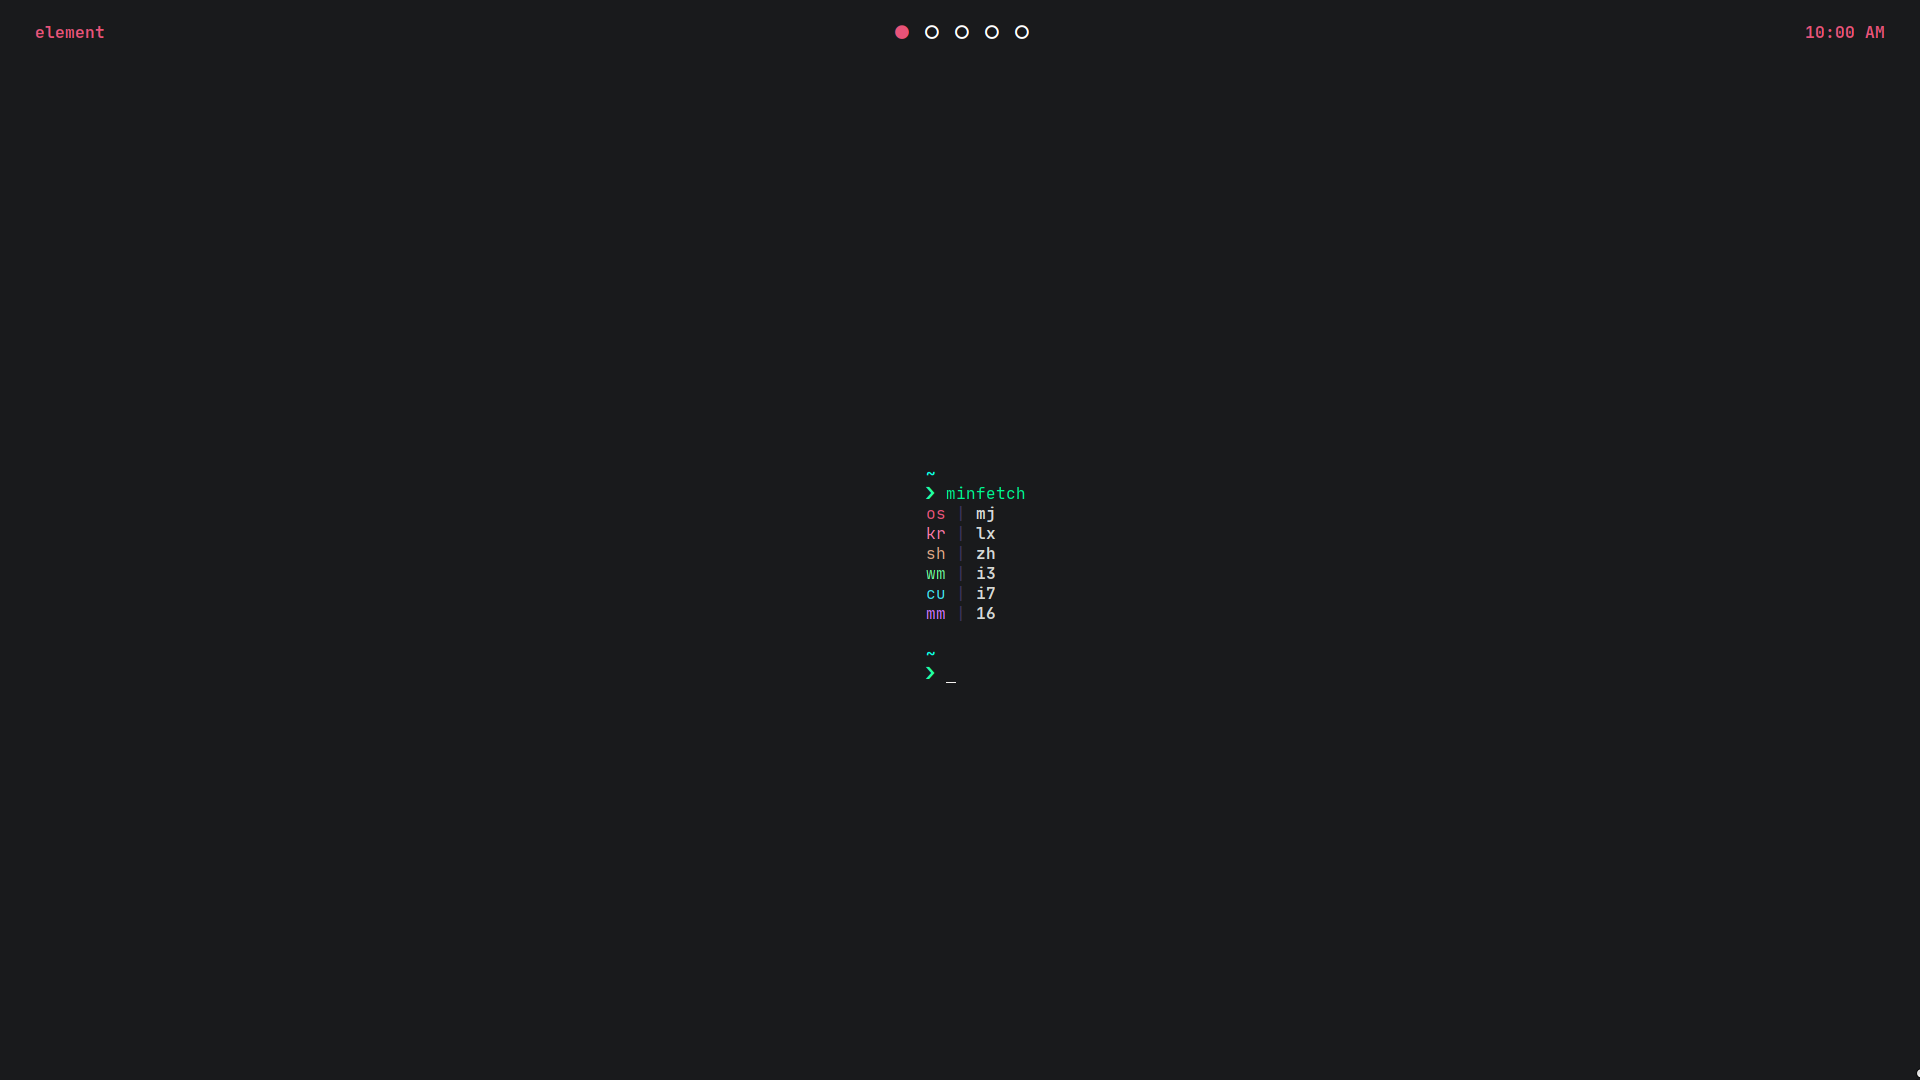 element
10:00 AM
~
❯ minfetch
os | mj
kr | lx
sh | zh
wm | i3
cu | i7
mm | 16
~
❯ _